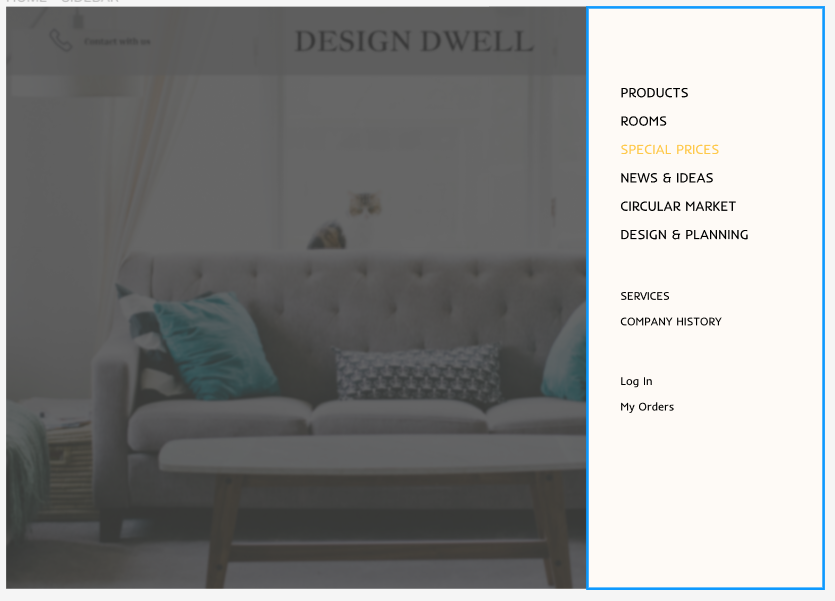 HOME - SIDEBAR
Contact with us
DESIGN DWELL
PRODUCTS
ROOMS
SPECIAL PRICES
NEWS & IDEAS
CIRCULAR MARKET
DESIGN & PLANNING
SERVICES
COMPANY HISTORY
Log In
My Orders